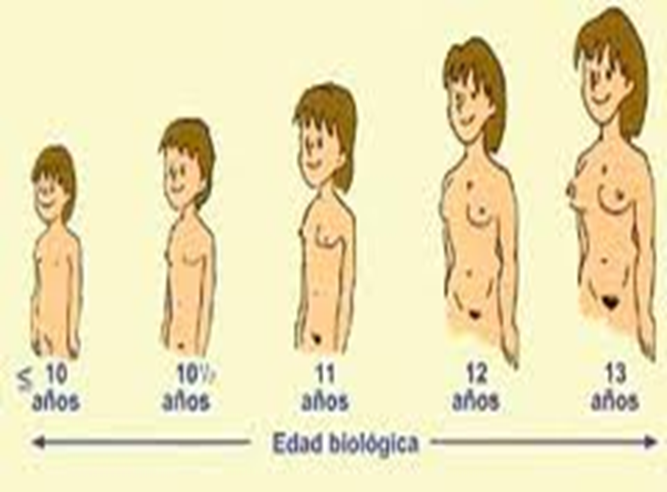 ≤ 10 años
10½ años
11 años
12 años
13 años
Edad biológica